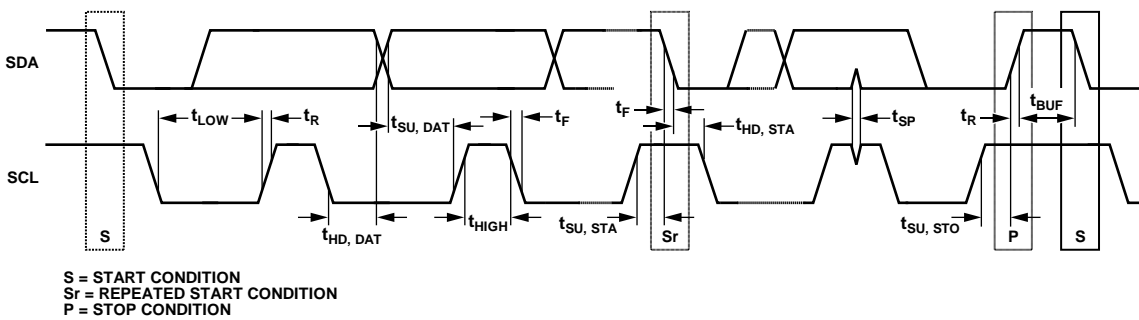 SDA
tLOW
tR
tSU, DAT
tF
tF
tHD, STA
tSP
tR
tBUF
SCL
S
tHD, DAT
tHIGH
tSU, STA
Sr
tSU, STO
P
S
S = START CONDITION
Sr = REPEATED START CONDITION
P = STOP CONDITION